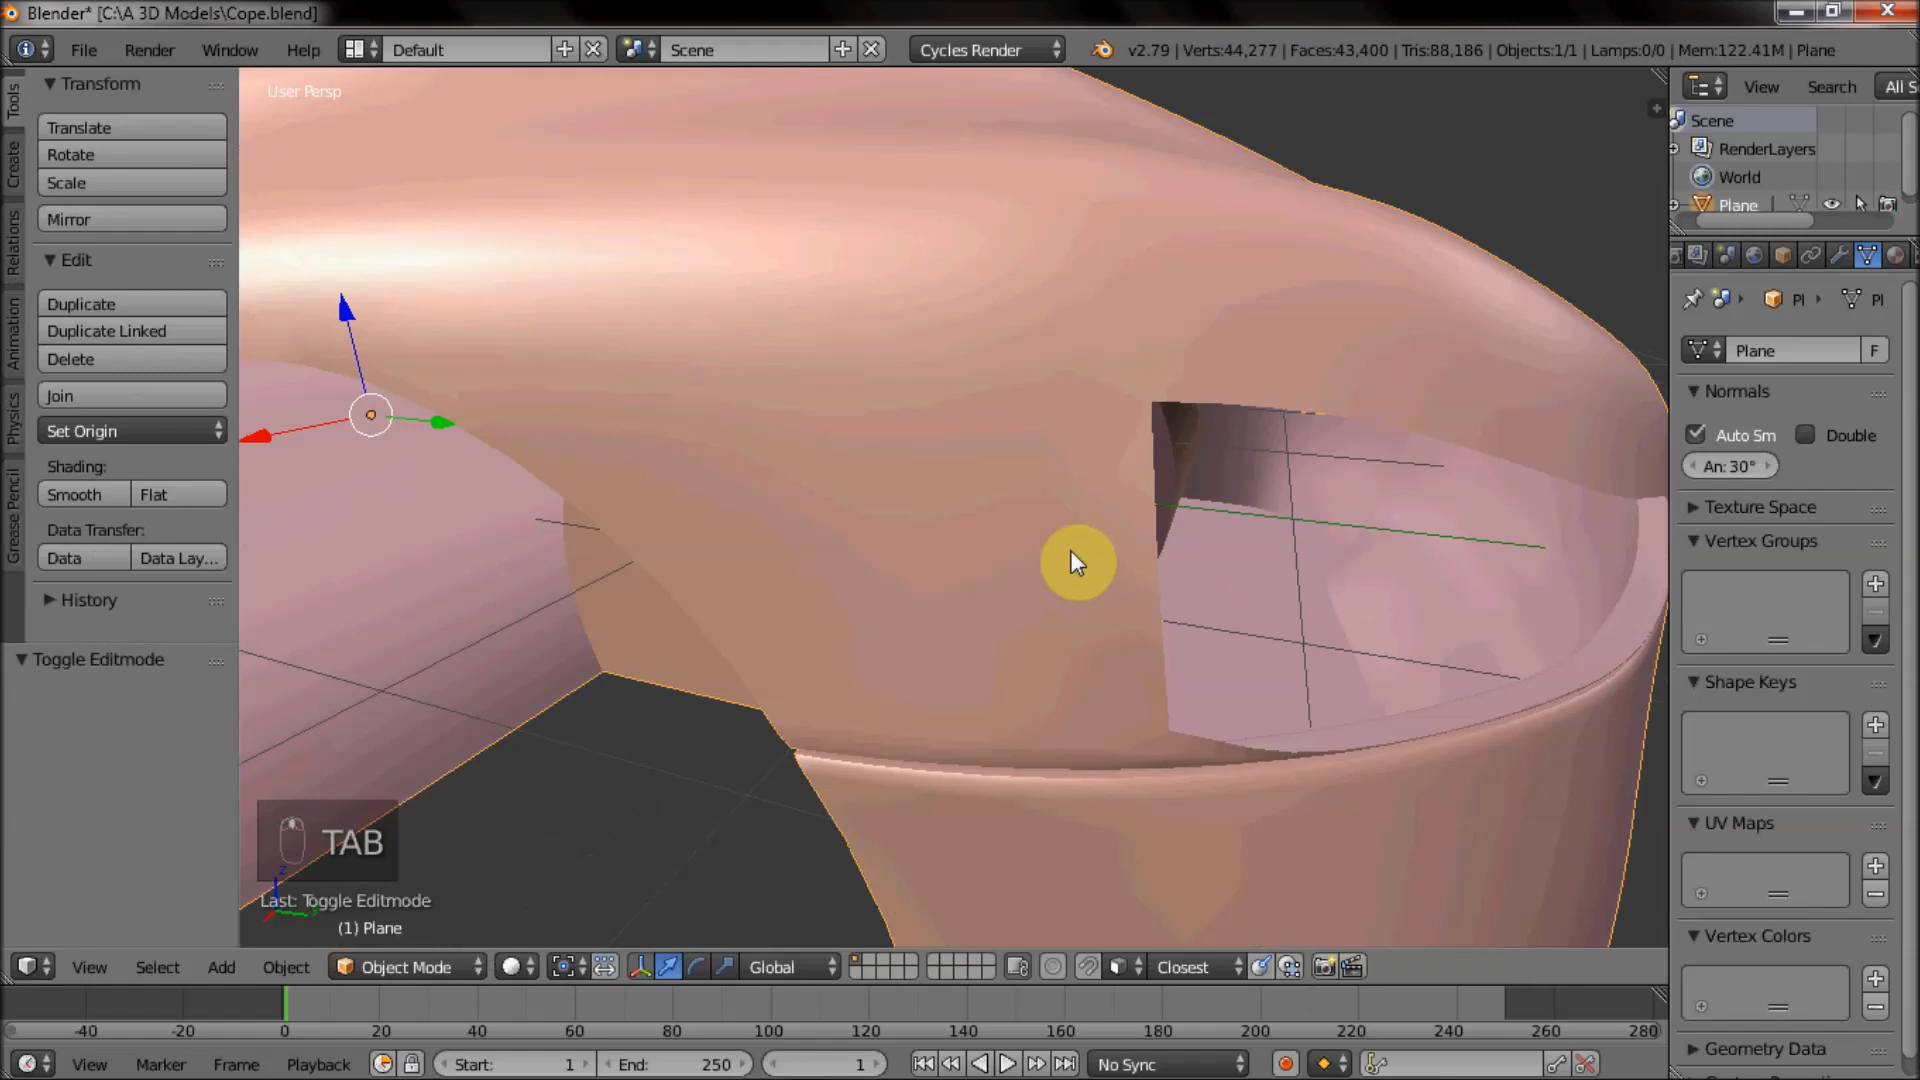 Blender* [C:\A 3D Models\Cope.blend]
File Render Window Help Default Scene Cycles Render v2.79 | Verts:44,277 | Faces:43,400 | Tris:88,186 | Objects:1/1 | Lamps:0/0 | Mem:122.41M | Plane
Tools
Create
Relations
Animation
Physics
Grease Pencil
Transform
Translate
Rotate
Scale
Mirror
Edit
Duplicate
Duplicate Linked
Delete
Join
Set Origin
Shading:
Smooth Flat
Data Transfer:
Data Data Lay...
History
Toggle Editmode
User Persp
TAB
Last: Toggle Editmode
(1) Plane
View Search All S
Scene
RenderLayers
World
Plane
Pl Pl
Plane F
Normals
Auto Sm Double
An: 30°
Texture Space
Vertex Groups
Shape Keys
UV Maps
Vertex Colors
Geometry Data
View Select Add Object Object Mode Global Closest
-40 -20 0 20 40 60 80 100 120 140 160 180 200 220 240 260 280
View Marker Frame Playback Start: 1 End: 250 1 No Sync